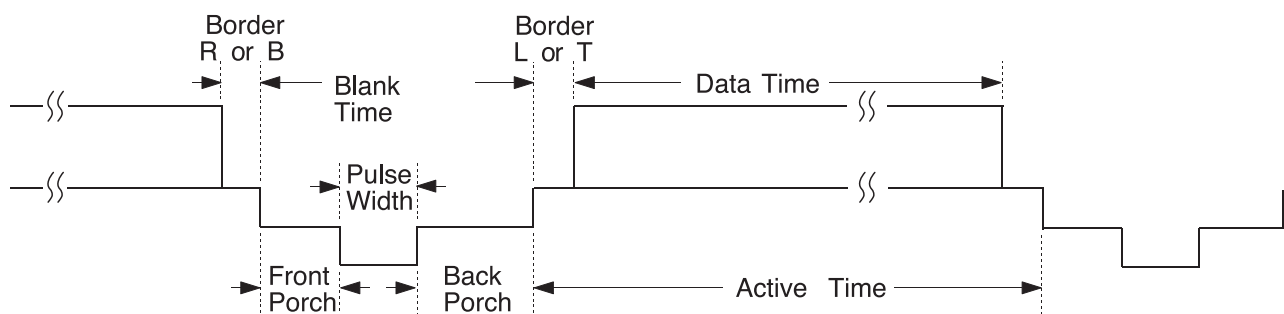 Border
R or B
Border
L or T
Blank
Time
Data Time
Pulse
Width
Front
Porch
Back
Porch
Active Time